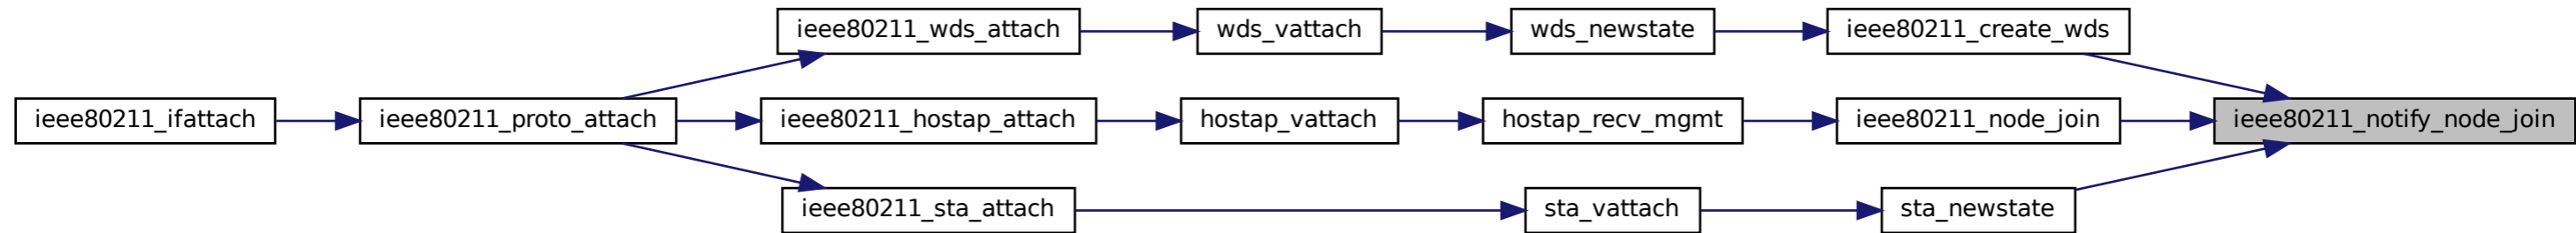 ieee80211_wds_attach
wds_vattach
wds_newstate
ieee80211_create_wds
ieee80211_ifattach
ieee80211_proto_attach
ieee80211_hostap_attach
hostap_vattach
hostap_recv_mgmt
ieee80211_node_join
ieee80211_notify_node_join
ieee80211_sta_attach
sta_vattach
sta_newstate